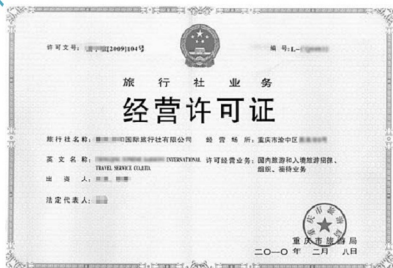 许可文号: [2009]104号
编 号:L-
旅 行 社 业 务
经营许可证
旅行社名称: 国际旅行社有限公司 经 营 场 所: 重庆市渝中区
英 文 名 称: INTERNATIONAL 许可经营业务: 国内旅游和入境旅游招徕、
TRAVEL SERVICE CO.,LTD. 组织、接待业务
出 资 人:
法定代表人:
重庆市旅游局
二〇一〇年 二月 八日